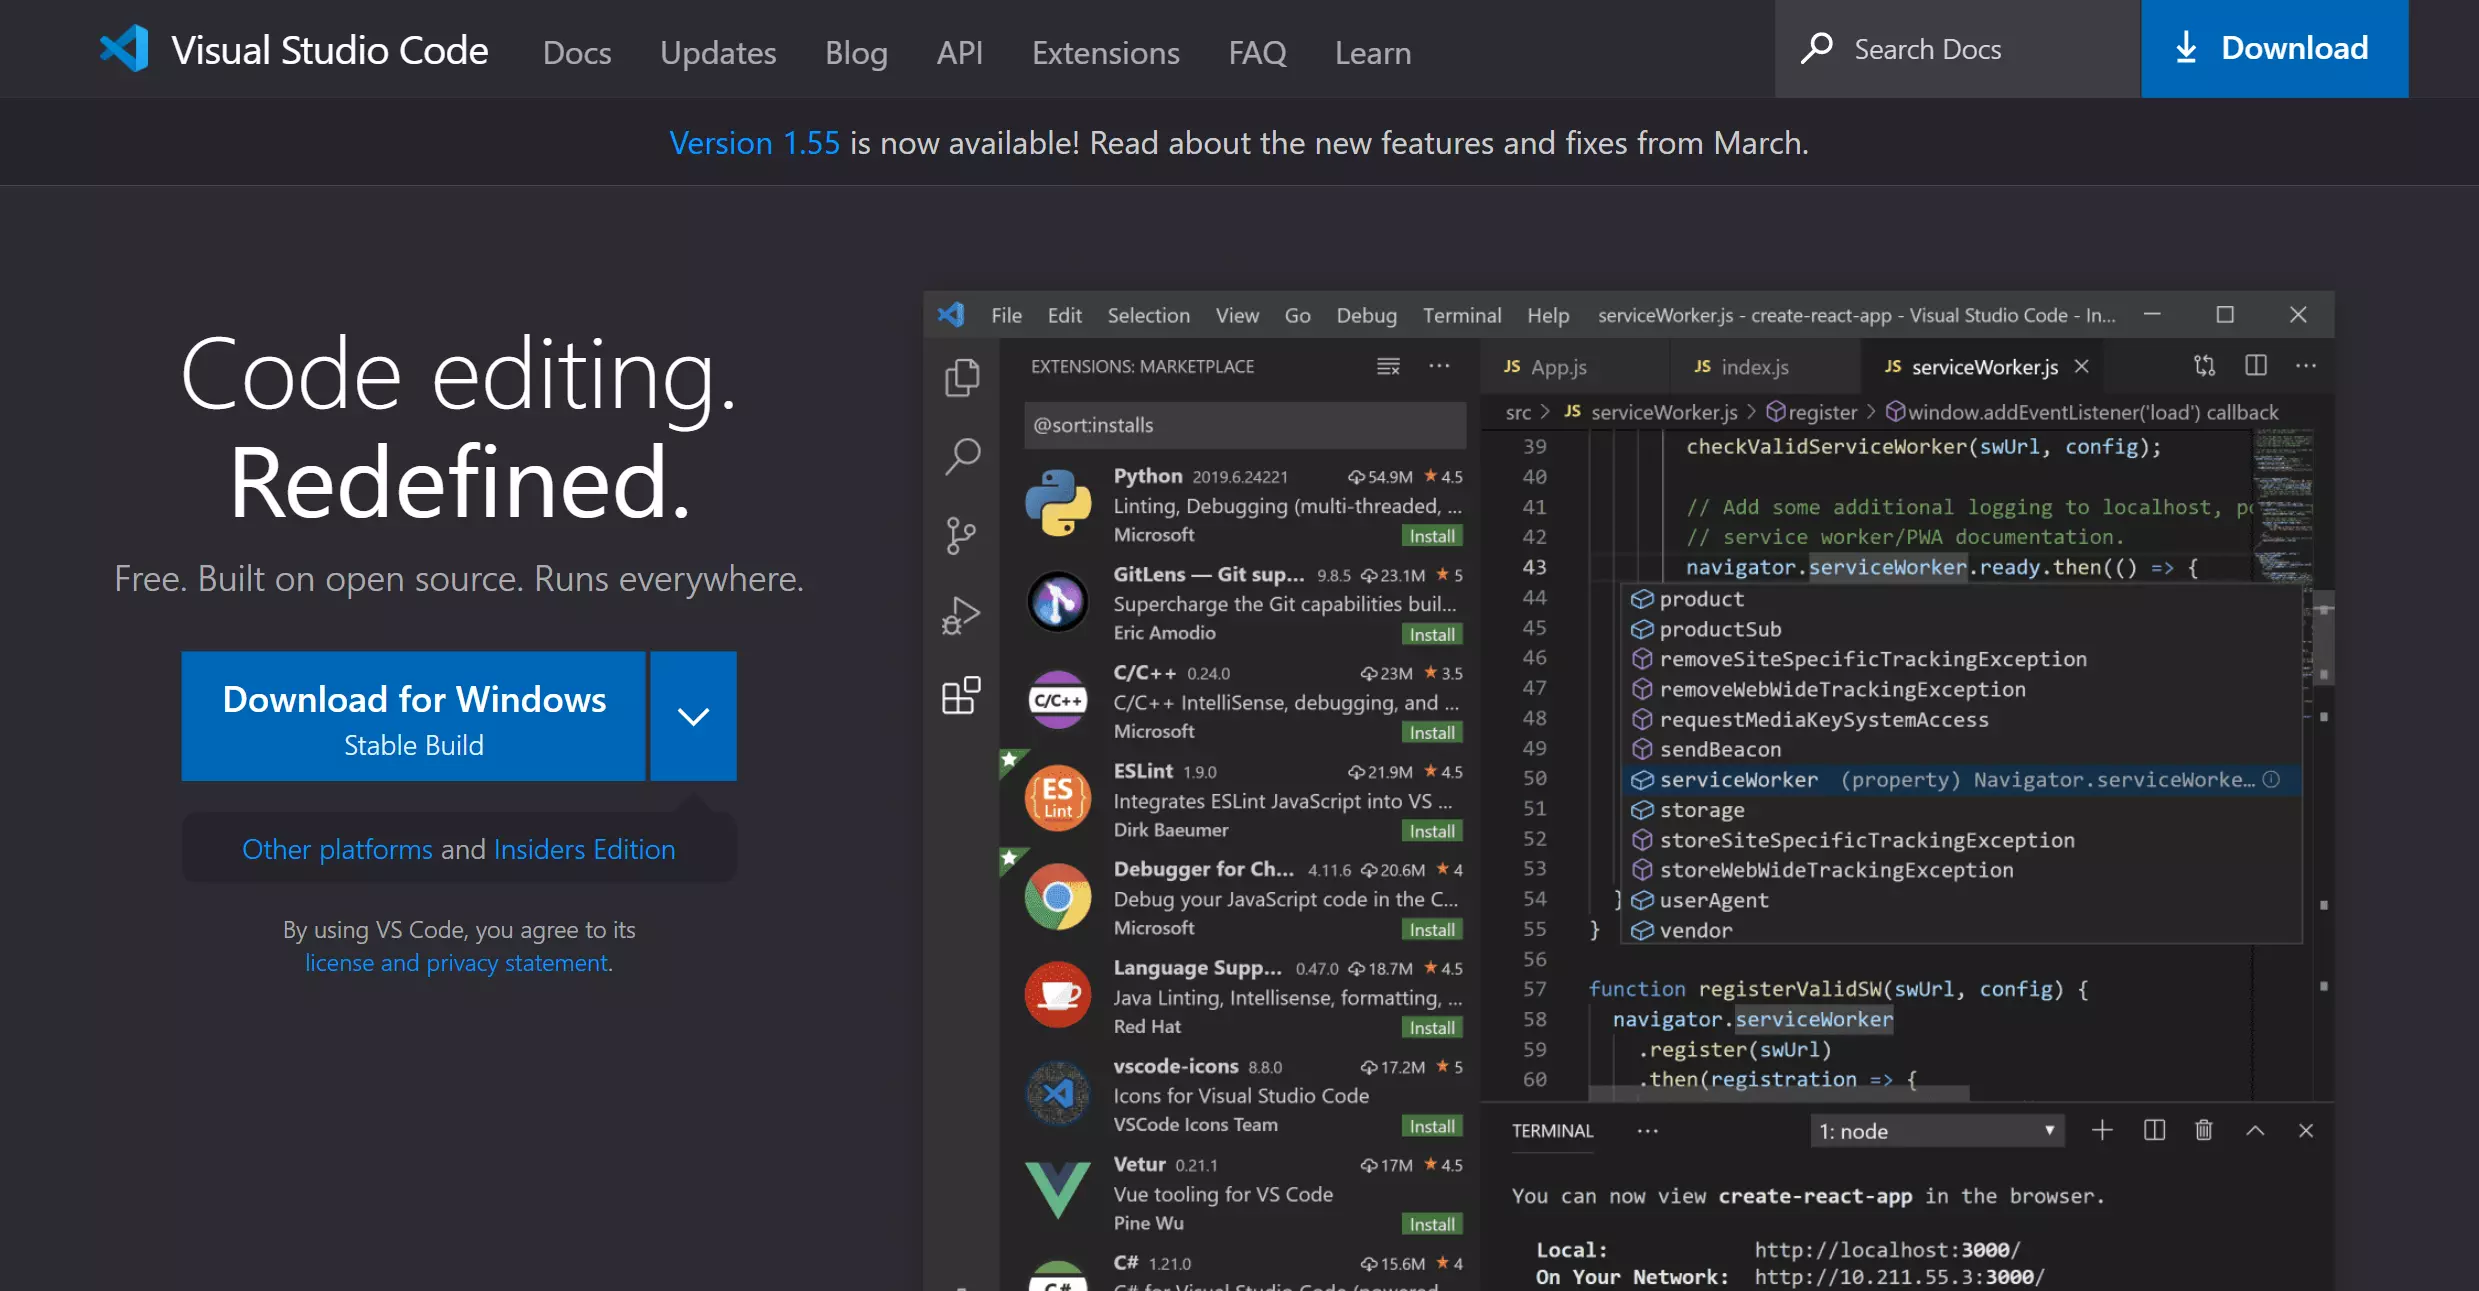 Visual Studio Code Docs Updates Blog API Extensions FAQ Learn Search Docs Download
Version 1.55 is now available! Read about the new features and fixes from March.
Code editing.
Redefined.
Free. Built on open source. Runs everywhere.
Download for Windows
Stable Build
Other platforms and Insiders Edition
By using VS Code, you agree to its
license and privacy statement.
File Edit Selection View Go Debug Terminal Help serviceWorker.js - create-react-app - Visual Studio Code - In...
EXTENSIONS: MARKETPLACE
@sort:installs
Python 2019.6.24221 54.9M 4.5
Linting, Debugging (multi-threaded, ...
Microsoft Install
GitLens — Git sup... 9.8.5 23.1M 5
Supercharge the Git capabilities buil...
Eric Amodio Install
C/C++
C/C++ 0.24.0 23M 3.5
C/C++ IntelliSense, debugging, and ...
Microsoft Install
ES
Lint
ESLint 1.9.0 21.9M 4.5
Integrates ESLint JavaScript into VS ...
Dirk Baeumer Install
Debugger for Ch... 4.11.6 20.6M 4
Debug your JavaScript code in the C...
Microsoft Install
Language Supp... 0.47.0 18.7M 4.5
Java Linting, Intellisense, formatting, ...
Red Hat Install
vscode-icons 8.8.0 17.2M 5
Icons for Visual Studio Code
VSCode Icons Team Install
Vetur 0.21.1 17M 4.5
Vue tooling for VS Code
Pine Wu Install
C# 1.21.0 15.6M 4
C#
C# for Visual Studio Code (powered
JS App.js JS index.js JS serviceWorker.js
src > JS serviceWorker.js > register > window.addEventListener('load') callback
39 checkValidServiceWorker(swUrl, config);
40
41 // Add some additional logging to localhost, po
42 // service worker/PWA documentation.
43 navigator.serviceWorker.ready.then(() => {
44 product
45 productSub
46 removeSiteSpecificTrackingException
47 removeWebWideTrackingException
48 requestMediaKeySystemAccess
49 sendBeacon
50 serviceWorker (property) Navigator.serviceWorke...
51 storage
52 storeSiteSpecificTrackingException
53 storeWebWideTrackingException
54 } userAgent
55 } vendor
56
57 function registerValidSW(swUrl, config) {
58 navigator.serviceWorker
59 .register(swUrl)
60 .then(registration => {
TERMINAL ... 1: node
You can now view create-react-app in the browser.
Local: http://localhost:3000/
On Your Network: http://10.211.55.3:3000/